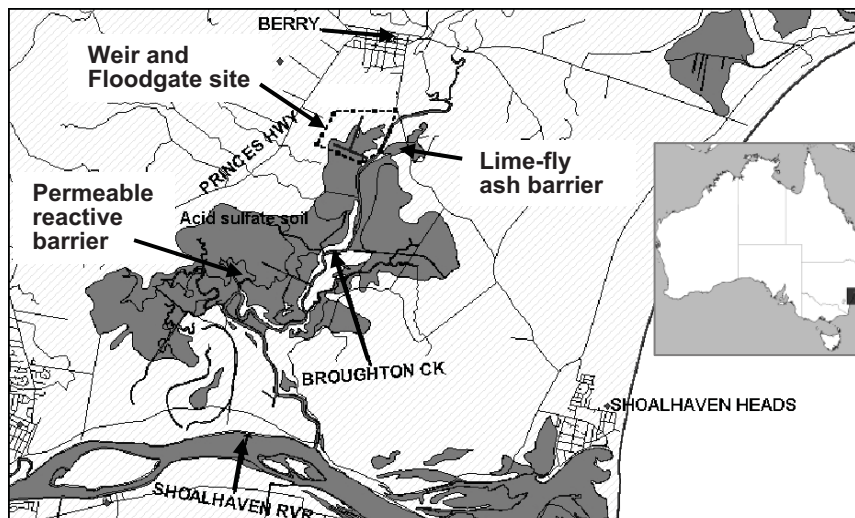 BERRY
Weir and
Floodgate site
PRINCES HWY
Lime-fly
ash barrier
Permeable
reactive
barrier
Acid sulfate soil
BROUGHTON CK
SHOALHAVEN HEADS
SHOALHAVEN RVR